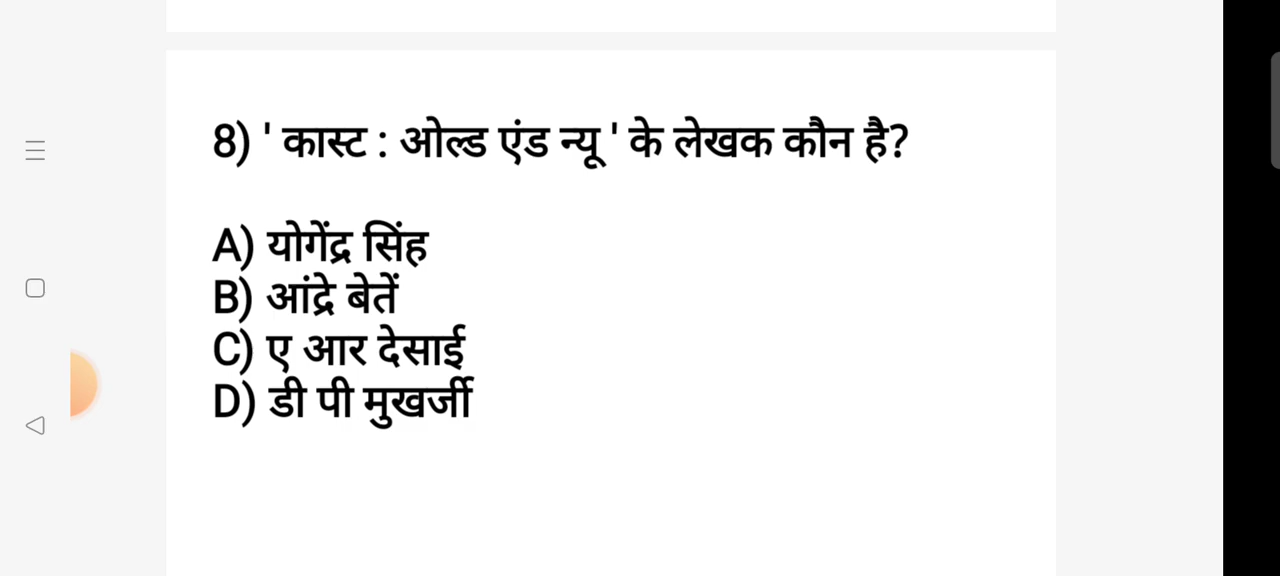 8) ' कास्ट : ओल्ड एंड न्यू ' के लेखक कौन है?
A) योगेंद्र सिंह
B) आंद्रे बेतें
C) ए आर देसाई
D) डी पी मुखर्जी